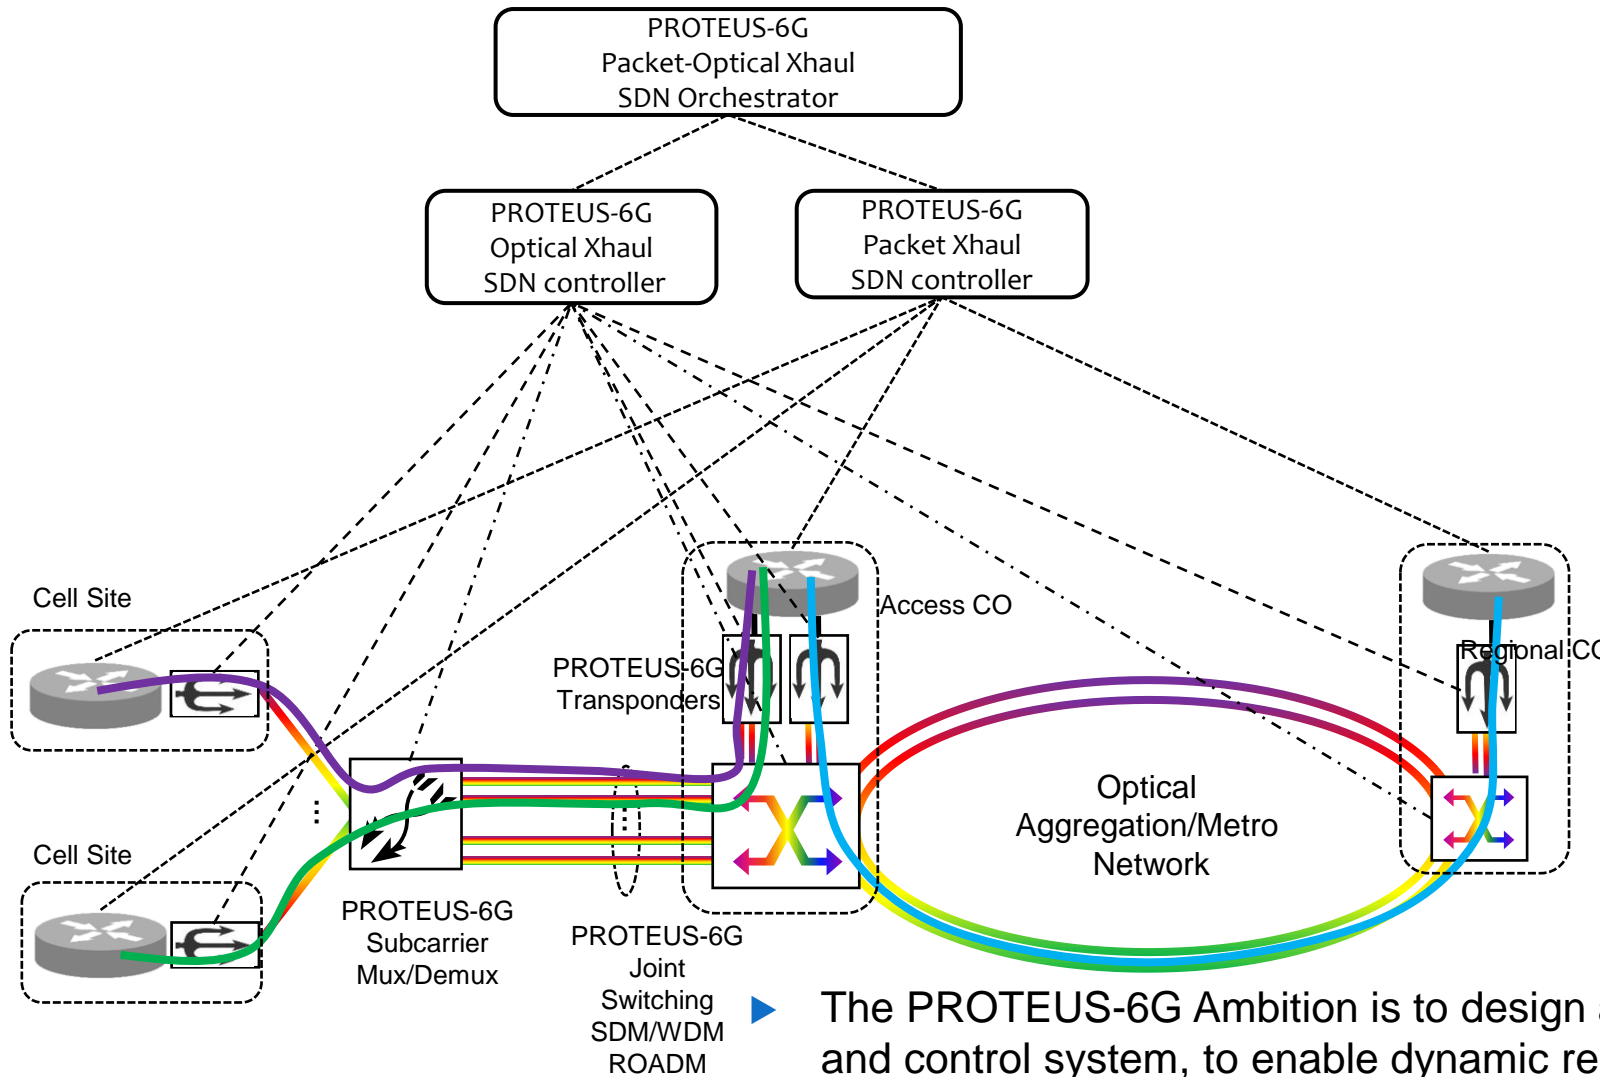 PROTEUS-6G
Packet-Optical Xhaul
SDN Orchestrator
PROTEUS-6G
Optical Xhaul
SDN controller
PROTEUS-6G
Packet Xhaul
SDN controller
Cell Site
Access CO
Regional CO
PROTEUS-6G
Transponders
Optical
Aggregation/Metro
Network
Cell Site
PROTEUS-6G
Subcarrier
Mux/Demux
PROTEUS-6G
Joint
Switching
SDM/WDM
ROADM
The PROTEUS-6G Ambition is to design
and control system, to enable dynamic